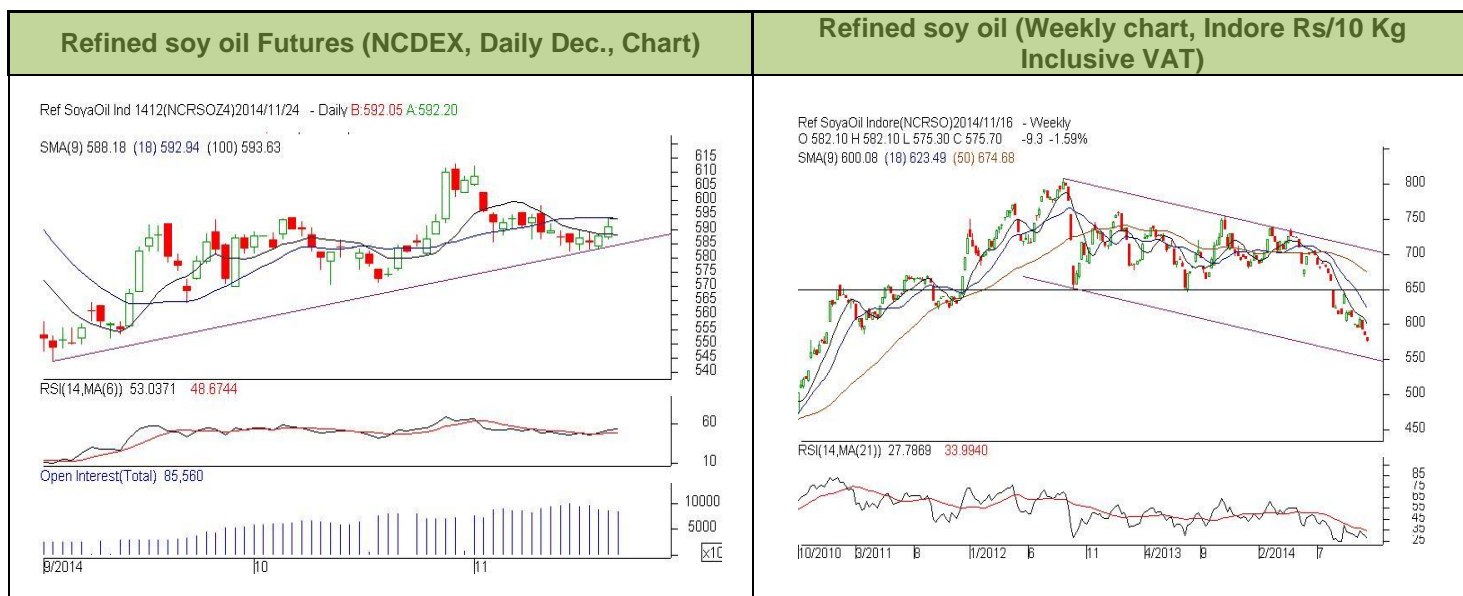 Refined soy oil Futures (NCDEX, Daily Dec., Chart)
Ref SoyaOil Ind 1412(NCRSOZ4)2014/11/24 - Daily B:592.05 A:592.20
SMA(9) 588.18 (18) 592.94 (100) 593.63
615
610
605
600
595
590
585
580
575
570
565
560
555
550
545
540
RSI(14,MA(6)) 53.0371 48.6744
60
10
Open Interest(Total) 85,560
10000
5000
x10
9/2014 10 11
Refined soy oil (Weekly chart, Indore Rs/10 Kg
Inclusive VAT)
Ref SoyaOil Indore(NCRSO)2014/11/16 - Weekly
O 582.10 H 582.10 L 575.30 C 575.70 -9.3 -1.59%
SMA(9) 600.08 (18) 623.49 (50) 674.68
800
750
700
650
600
550
500
450
RSI(14,MA(21)) 27.7869 33.9940
85
75
65
55
45
35
25
10/2010 3/2011 8 1/2012 6 11 4/2013 9 2/2014 7